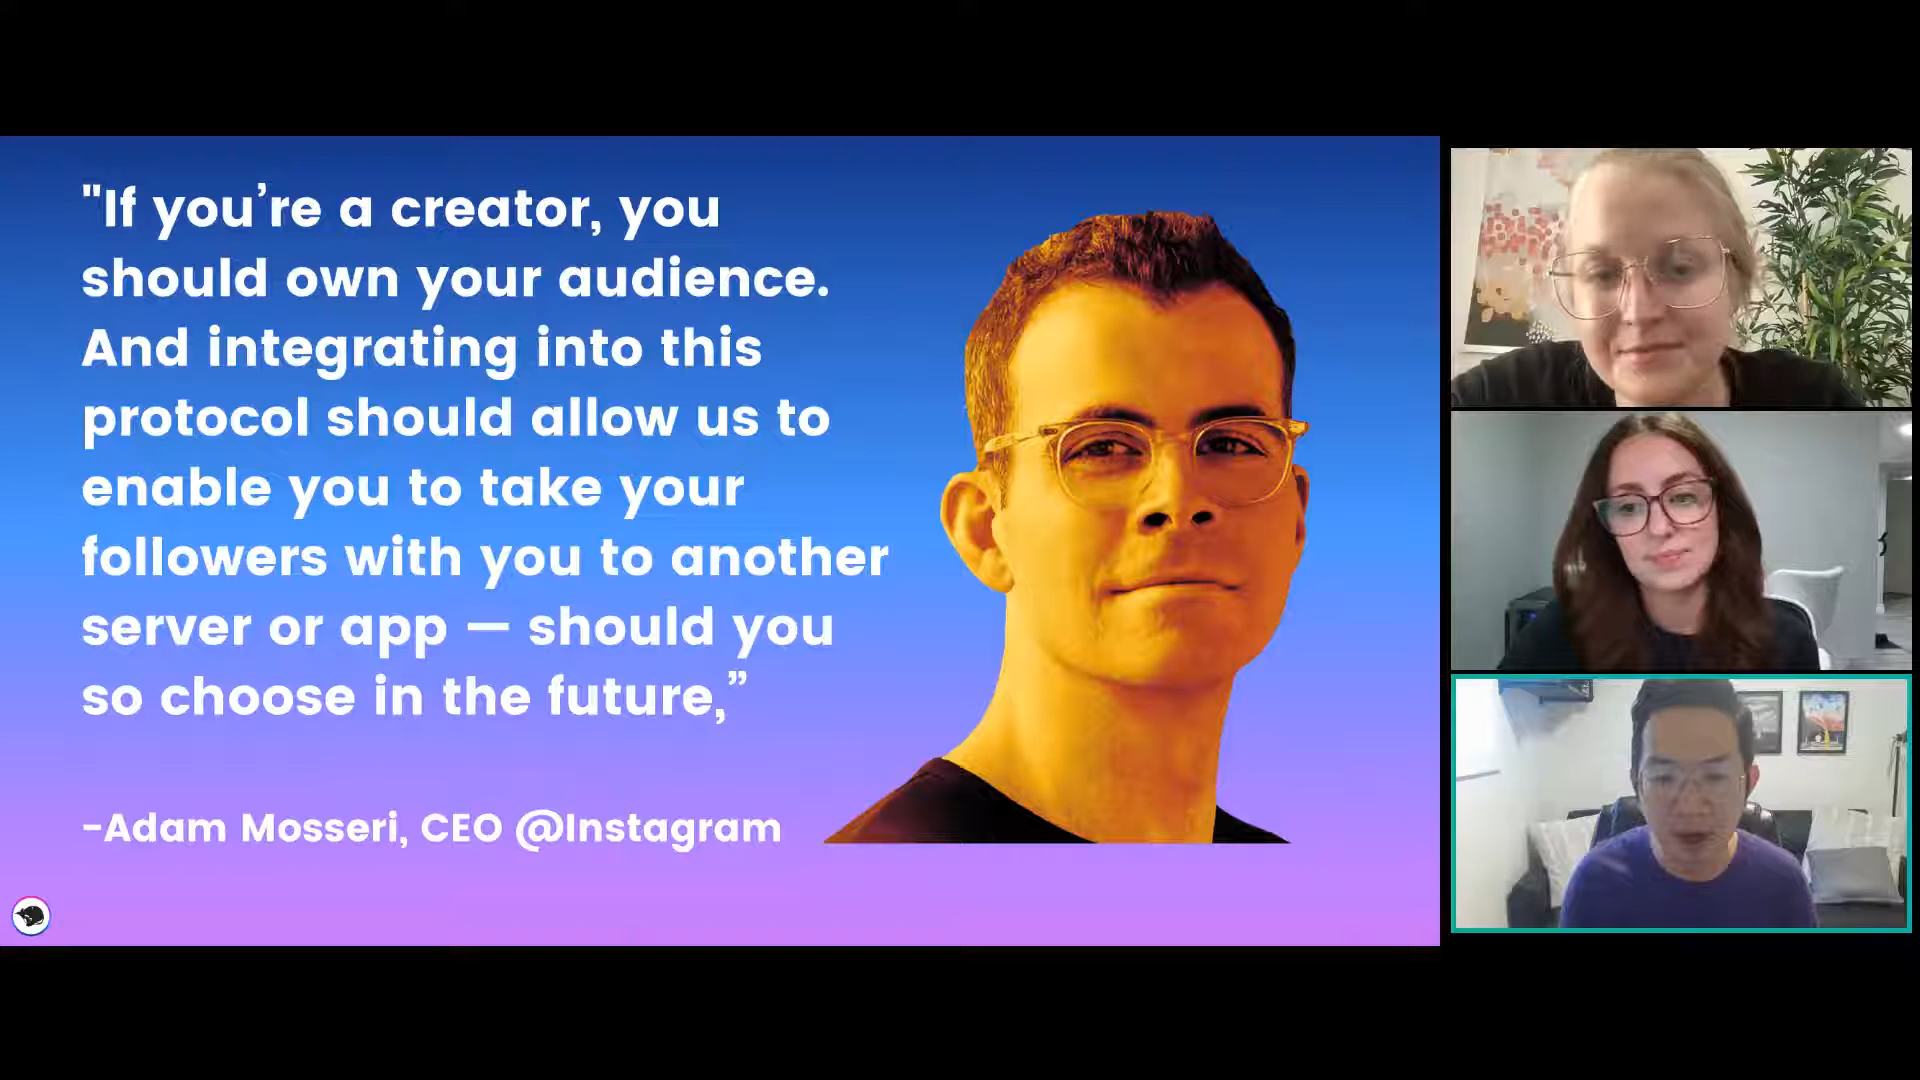 "If you’re a creator, you
should own your audience.
And integrating into this
protocol should allow us to
enable you to take your
followers with you to another
server or app — should you
so choose in the future,”
-Adam Mosseri, CEO @Instagram